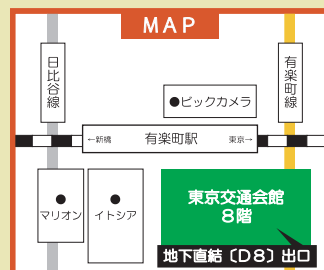 MAP
日比谷線
有楽町線
●ビックカメラ
←新橋 有楽町駅 東京→
●
マリオン
●
イトシア
東京交通会館
8階
地下直結〔D8〕出口